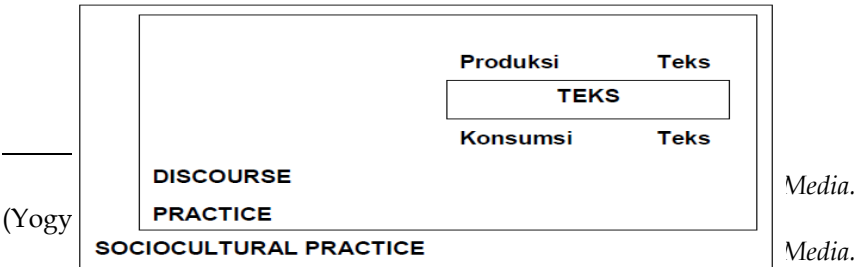 Produksi Teks
TEKS
Konsumsi Teks
DISCOURSE
Media.
(Yogy
PRACTICE
SOCIOCULTURAL PRACTICE
Media.